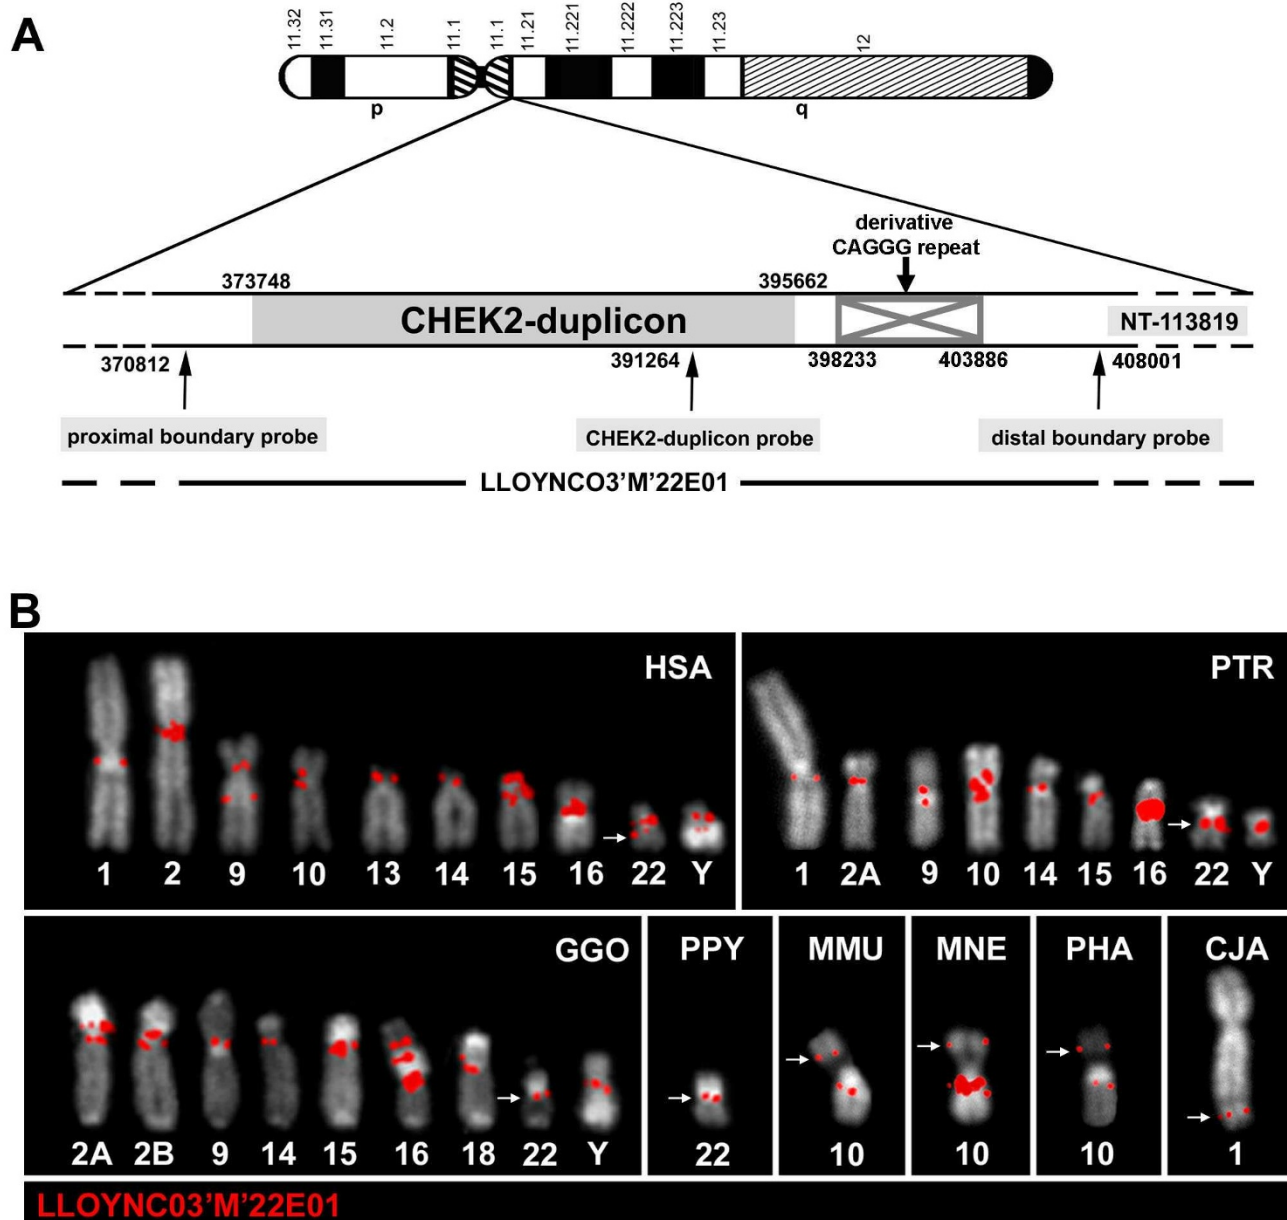 A
11.32 11.31 11.2 11.1 11.1 11.21 11.221 11.222 11.223 11.23 12
p q
derivative
CAGGG repeat
373748 395662
CHEK2-duplicon NT-113819
370812 391264 398233 403886 408001
proximal boundary probe CHEK2-duplicon probe distal boundary probe
LLOYNCO3’M’22E01
B
HSA PTR
1 2 9 10 13 14 15 16 22 Y 1 2A 9 10 14 15 16 22 Y
GGO PPY MMU MNE PHA CJA
2A 2B 9 14 15 16 18 22 Y 22 10 10 10 1
LLOYNC03’M’22E01